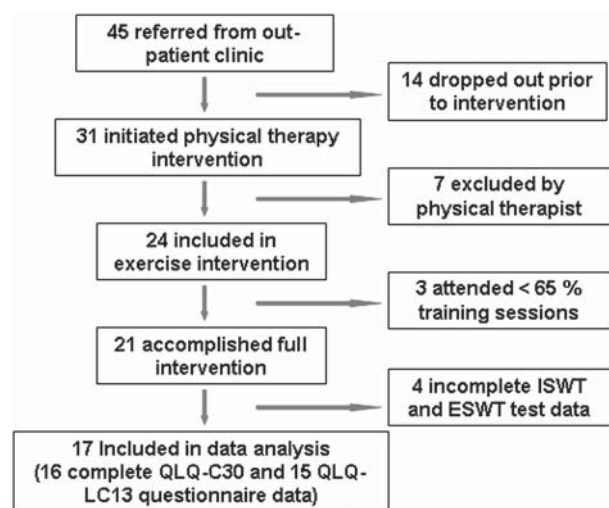 45 referred from out-
patient clinic
14 dropped out prior
to intervention
31 initiated physical therapy
intervention
7 excluded by
physical therapist
24 included in
exercise intervention
3 attended < 65 %
training sessions
21 accomplished full
intervention
4 incomplete ISWT
and ESWT test data
17 Included in data analysis
(16 complete QLQ-C30 and 15 QLQ-
LC13 questionnaire data)